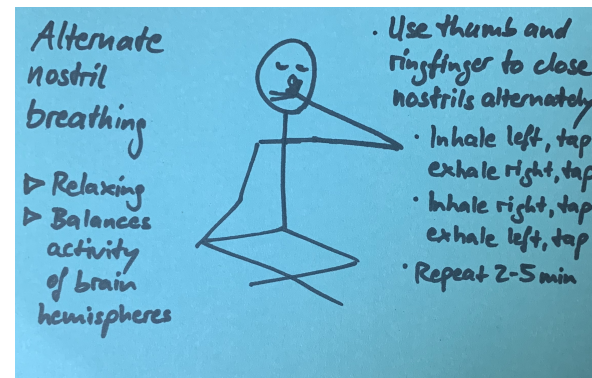 Alternate
nostril
breathing
▷ Relaxing
▷ Balances
activity
of brain
hemispheres
· Use thumb and
ringfinger to close
nostrils alternately
· Inhale left, tap
exhale right, tap
· Inhale right, tap
exhale left, tap
· Repeat 2-5 min